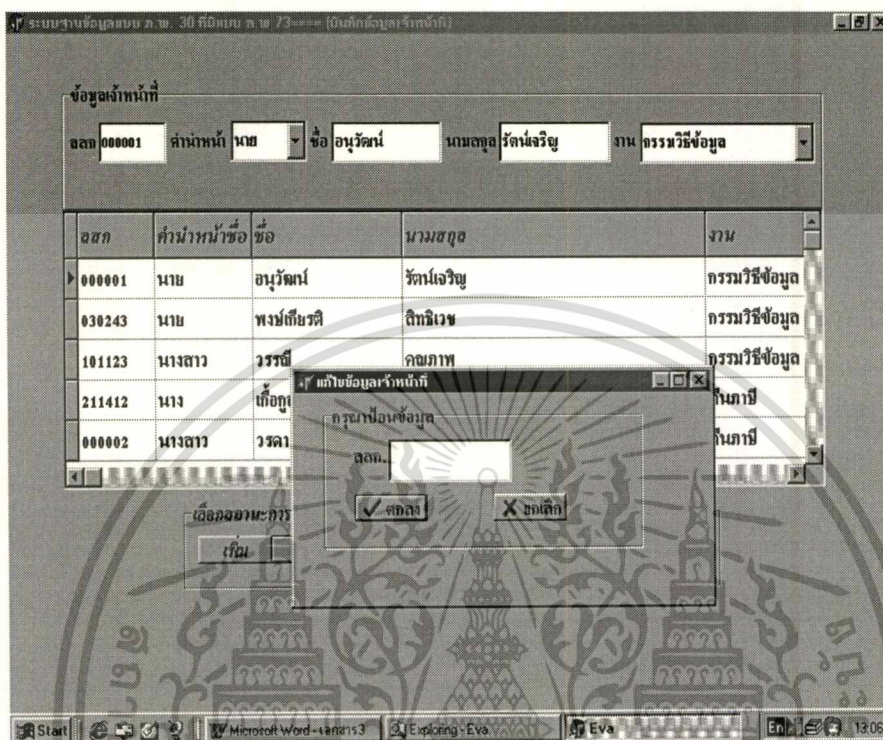 ระบบฐานข้อมูลแบบ ภ.พ. 30 ที่มีแบบ ภ พ 73==== [บันทึกข้อมูลเจ้าหน้าที่]
ข้อมูลเจ้าหน้าที่
ลสก 000001 คำนำหน้า นาย ชื่อ อนุวัฒน์ นามสกุล รัตน์เจริญ งาน กรรมวิธีข้อมูล
ลสก คำนำหน้าชื่อ ชื่อ นามสกุล งาน
000001 นาย อนุวัฒน์ รัตน์เจริญ กรรมวิธีข้อมูล
030243 นาย พงษ์เกียรติ สิทธิเวช กรรมวิธีข้อมูล
101123 นางสาว วรรณี คุณภาพ กรรมวิธีข้อมูล
211412 นาง
000002 นางสาว
แก้ไขข้อมูลเจ้าหน้าที่
กรุณาป้อนข้อมูล
ลสก..
ตกลง ยกเลิก
เพิ่ม
Start Microsoft Word - เอกสาร3 Exploring - Eva Eva En 13:06